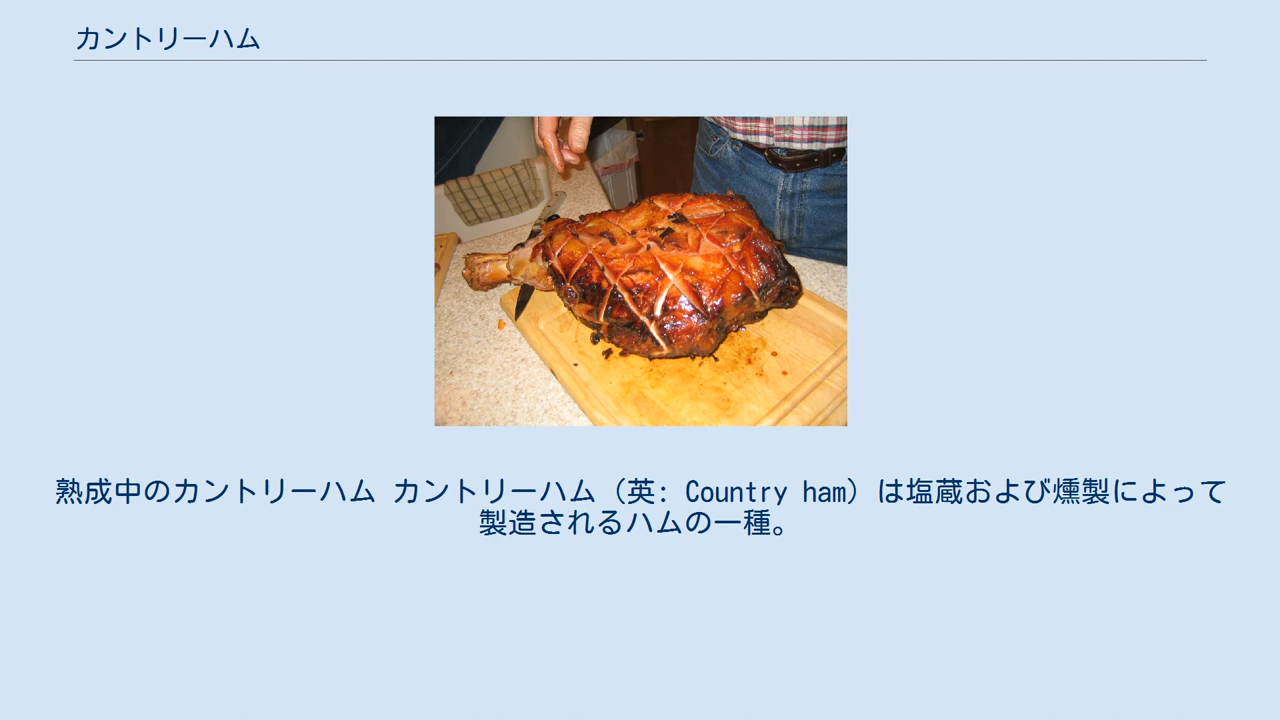 カントリーハム
熟成中のカントリーハム カントリーハム（英: Country ham）は塩蔵および燻製によって
製造されるハムの一種。